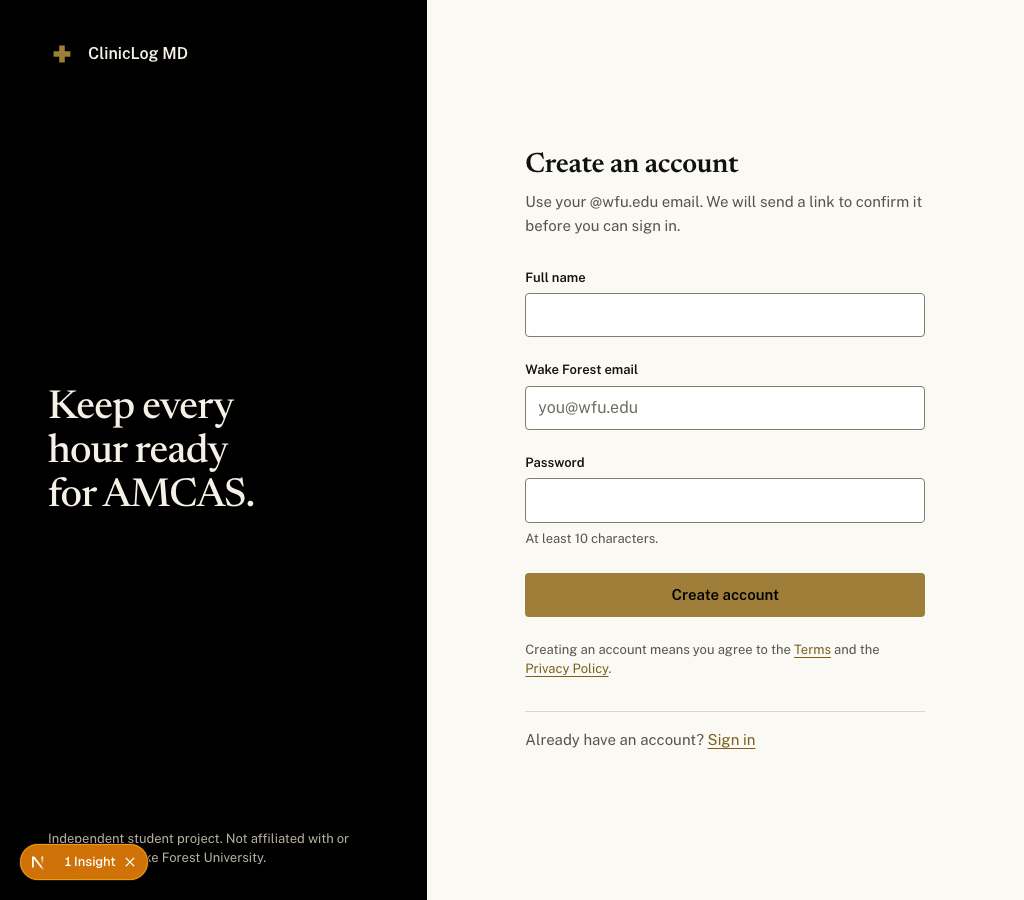 ClinicLog MD
Keep every
hour ready
for AMCAS.
Independent student project. Not affiliated with or
Forest University.
1 Insight
Create an account
Use your @wfu.edu email. We will send a link to confirm it
before you can sign in.
Full name
Wake Forest email
you@wfu.edu
Password
At least 10 characters.
Create account
Creating an account means you agree to the Terms and the
Privacy Policy.
Already have an account? Sign in